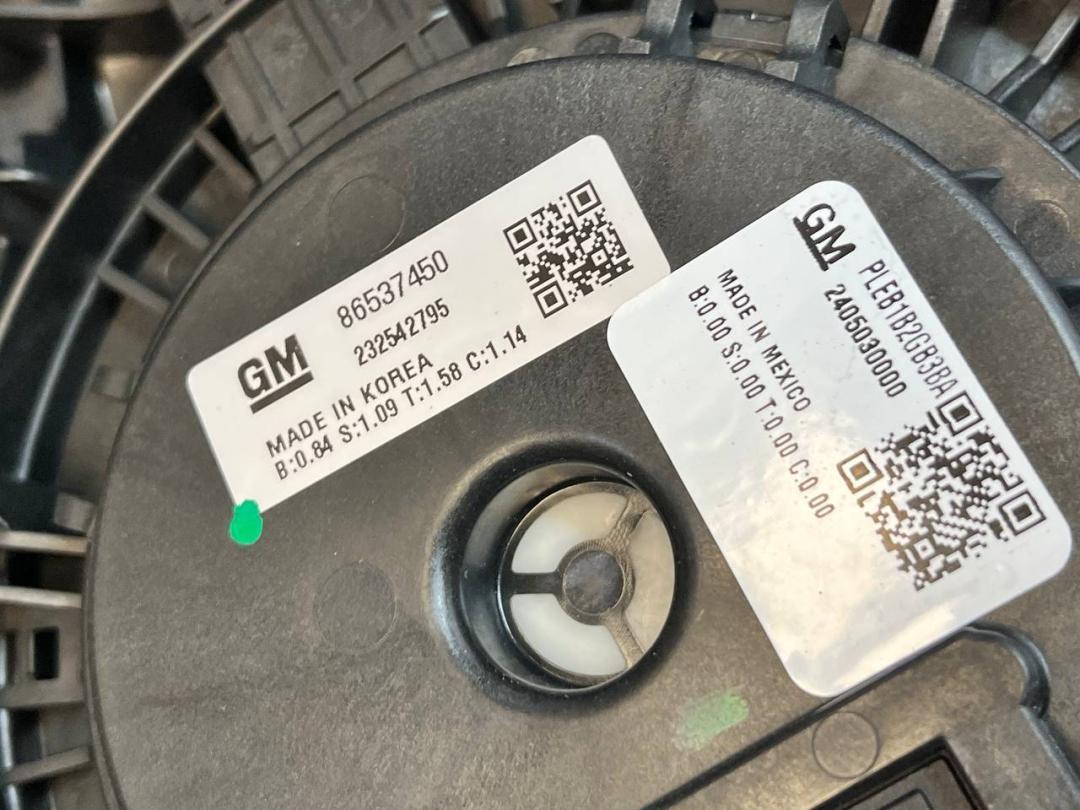 GM
86537450
232542795
MADE IN KOREA
B:0.84 S:1.09 T:1.58 C:1.14
GM
PLEB1B2GB3BA
2405030000
MADE IN MEXICO
B:0.00 S:0.00 T:0.00 C:0.00